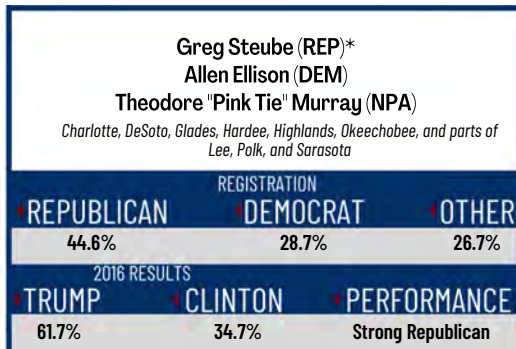 Greg Steube (REP)*
Allen Ellison (DEM)
Theodore "Pink Tie" Murray (NPA)
Charlotte, DeSoto, Glades, Hardee, Highlands, Okeechobee, and parts of
Lee, Polk, and Sarasota
REGISTRATION
REPUBLICAN DEMOCRAT OTHER
44.6% 28.7% 26.7%
2016 RESULTS
TRUMP CLINTON PERFORMANCE
61.7% 34.7% Strong Republican